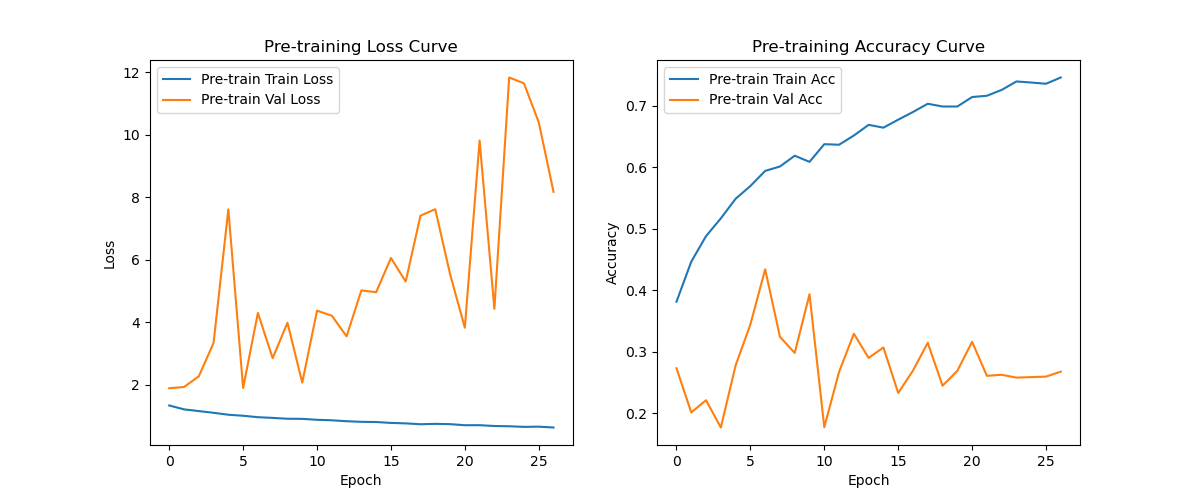 Pre-training Loss Curve
Pre-train Train Loss
Pre-train Val Loss
12
10
8
6
4
2
Loss
0 5 10 15 20 25
Epoch
Pre-training Accuracy Curve
Pre-train Train Acc
Pre-train Val Acc
0.7
0.6
0.5
0.4
0.3
0.2
Accuracy
0 5 10 15 20 25
Epoch